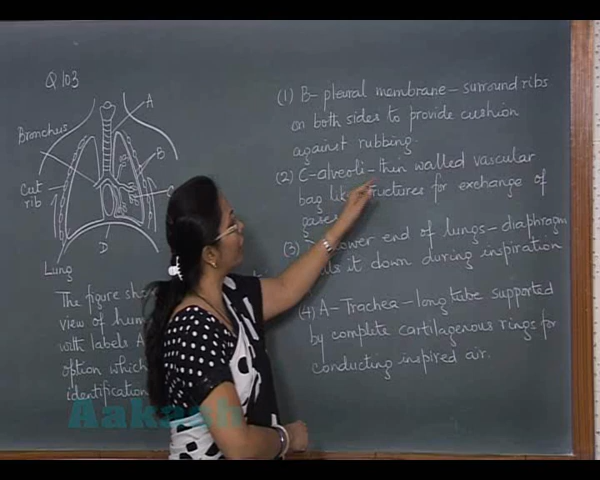 Q 103
A
Bronchus
B
Cut
rib
C
D
Lung
The figure sho
view of hum
with labels A
option which
identification
(1) B- pleural membrane- surround ribs
on both sides to provide cushion
against rubbing.
(2) C-alveoli- thin walled vascular
bag like structures for exchange of
gases
(3) lower end of lungs- diaphragm
it down during inspiration
(4) A- Trachea- long tube supported
by complete cartilagenous rings for
conducting inspired air.
Aakash